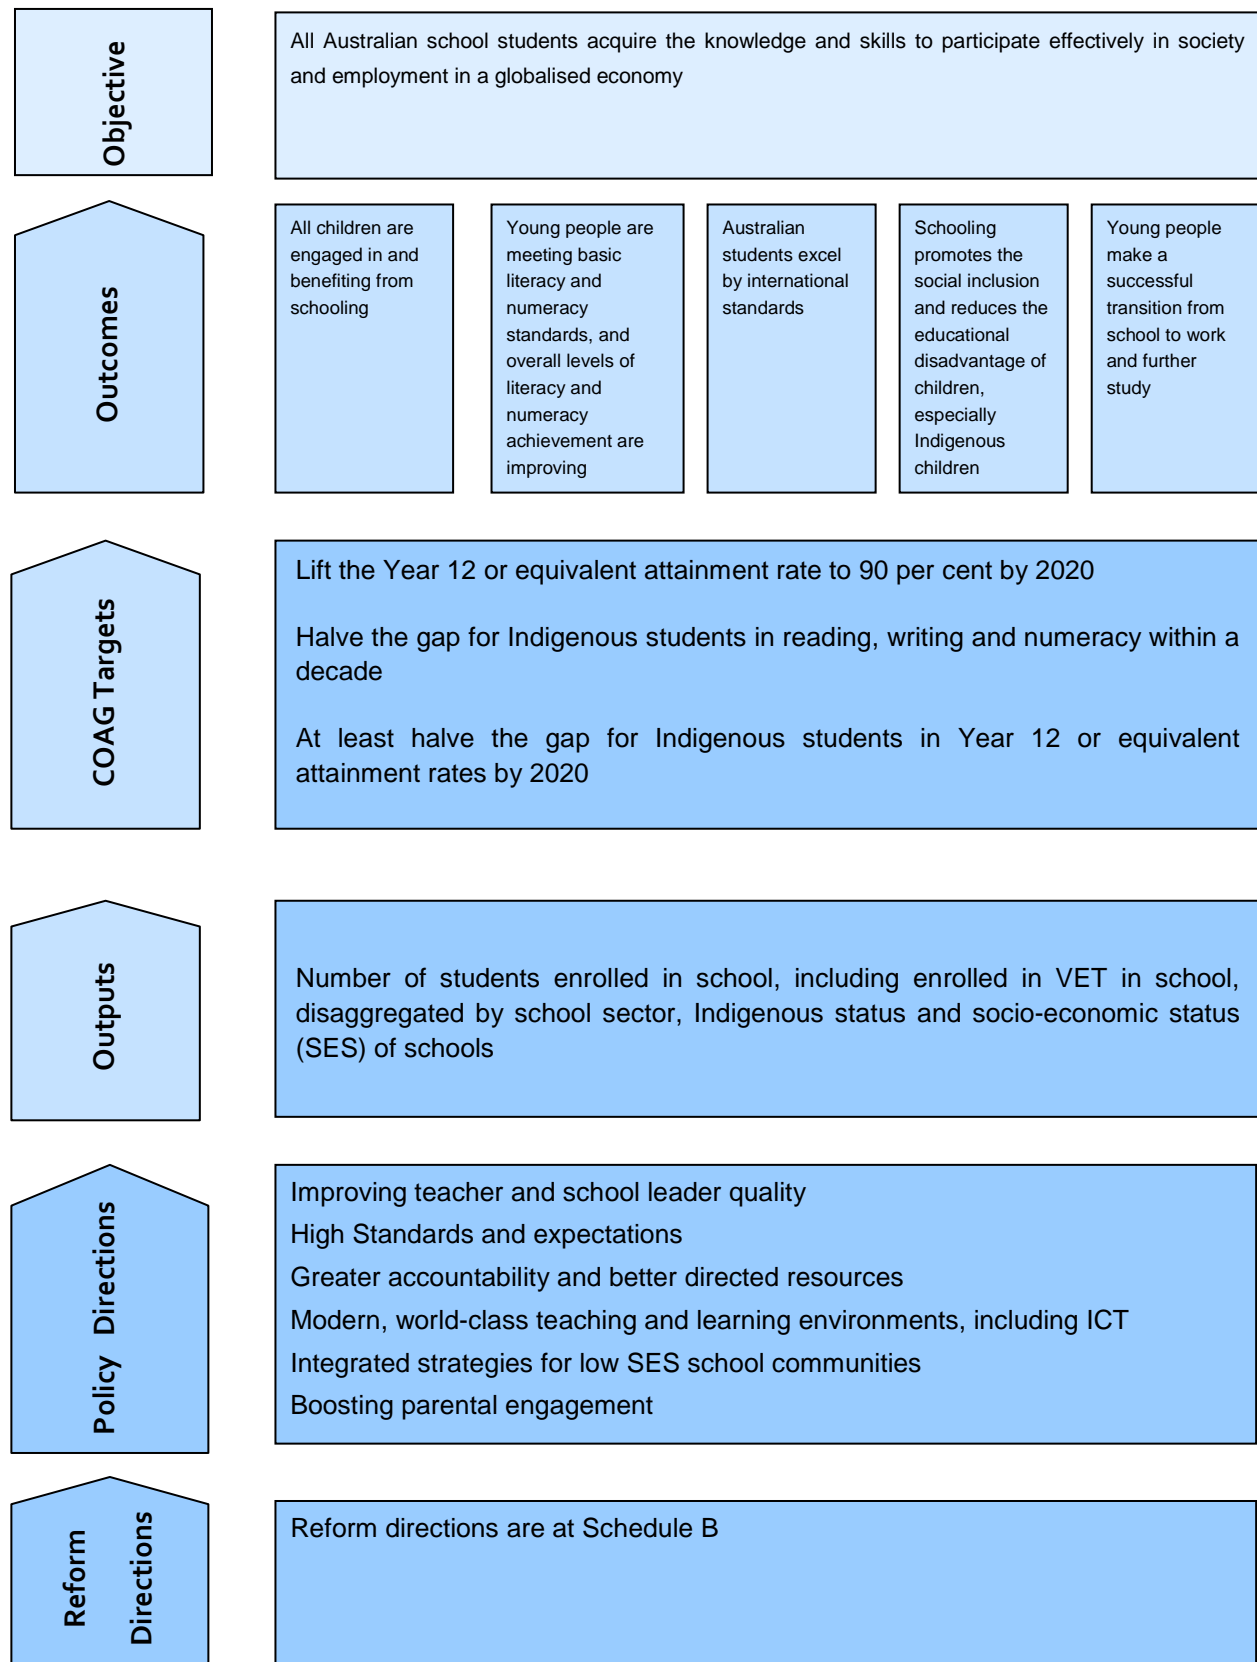 Objective
All Australian school students acquire the knowledge and skills to participate effectively in society
and employment in a globalised economy
Outcomes
All children are
engaged in and
benefiting from
schooling
Young people are
meeting basic
literacy and
numeracy
standards, and
overall levels of
literacy and
numeracy
achievement are
improving
Australian
students excel
by international
standards
Schooling
promotes the
social inclusion
and reduces the
educational
disadvantage of
children,
especially
Indigenous
children
Young people
make a
successful
transition from
school to work
and further
study
COAG Targets
Lift the Year 12 or equivalent attainment rate to 90 per cent by 2020
Halve the gap for Indigenous students in reading, writing and numeracy within a
decade
At least halve the gap for Indigenous students in Year 12 or equivalent
attainment rates by 2020
Outputs
Number of students enrolled in school, including enrolled in VET in school,
disaggregated by school sector, Indigenous status and socio-economic status
(SES) of schools
Policy Directions
Improving teacher and school leader quality
High Standards and expectations
Greater accountability and better directed resources
Modern, world-class teaching and learning environments, including ICT
Integrated strategies for low SES school communities
Boosting parental engagement
Reform
Directions
Reform directions are at Schedule B